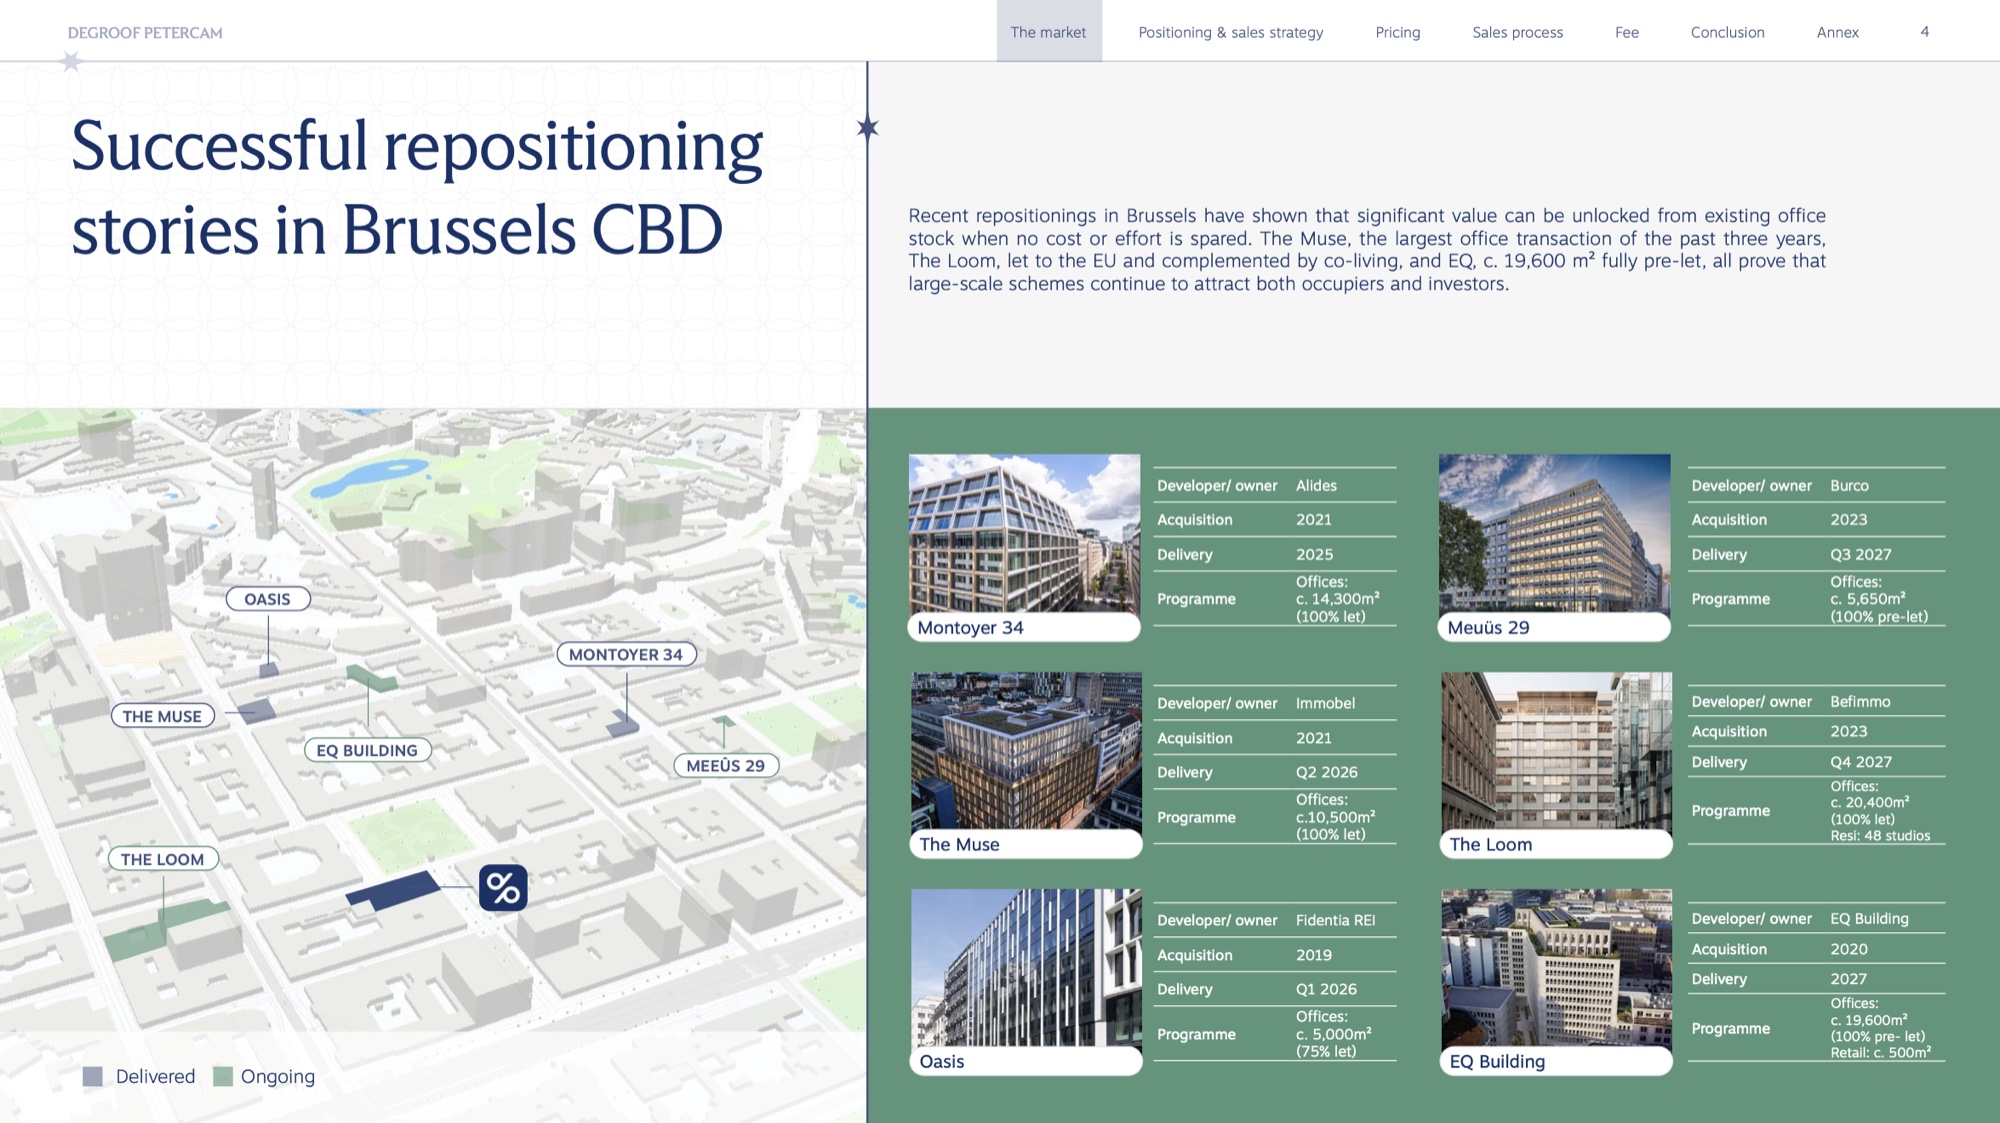 DEGROOF PETERCAM
The market
Positioning & sales strategy
Pricing
Sales process
Fee
Conclusion
Annex
4
Successful repositioning
stories in Brussels CBD
Recent repositionings in Brussels have shown that significant value can be unlocked from existing office
stock when no cost or effort is spared. The Muse, the largest office transaction of the past three years,
The Loom, let to the EU and complemented by co-living, and EQ, c. 19,600 m² fully pre-let, all prove that
large-scale schemes continue to attract both occupiers and investors.
OASIS
MONTOYER 34
THE MUSE
EQ BUILDING
MEEÛS 29
THE LOOM
%
Delivered
Ongoing
Montoyer 34
Developer/ owner Alides
Acquisition 2021
Delivery 2025
Programme
Offices:
c. 14,300m²
(100% let)
Meuüs 29
Developer/ owner Burco
Acquisition 2023
Delivery Q3 2027
Programme
Offices:
c. 5,650m²
(100% pre-let)
The Muse
Developer/ owner Immobel
Acquisition 2021
Delivery Q2 2026
Programme
Offices:
c.10,500m²
(100% let)
The Loom
Developer/ owner Befimmo
Acquisition 2023
Delivery Q4 2027
Programme
Offices:
c. 20,400m²
(100% let)
Resi: 48 studios
Oasis
Developer/ owner Fidentia REI
Acquisition 2019
Delivery Q1 2026
Programme
Offices:
c. 5,000m²
(75% let)
EQ Building
Developer/ owner EQ Building
Acquisition 2020
Delivery 2027
Programme
Offices:
c. 19,600m²
(100% pre- let)
Retail: c. 500m²